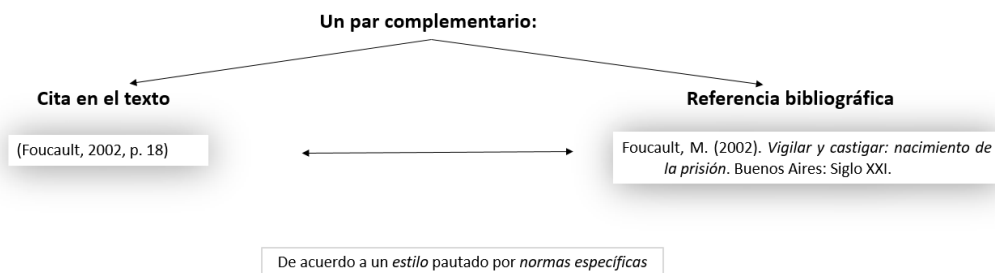 Un par complementario:
Cita en el texto
Referencia bibliográfica
(Foucault, 2002, p. 18)
Foucault, M. (2002). Vigilar y castigar: nacimiento de
la prisión. Buenos Aires: Siglo XXI.
De acuerdo a un estilo pautado por normas específicas